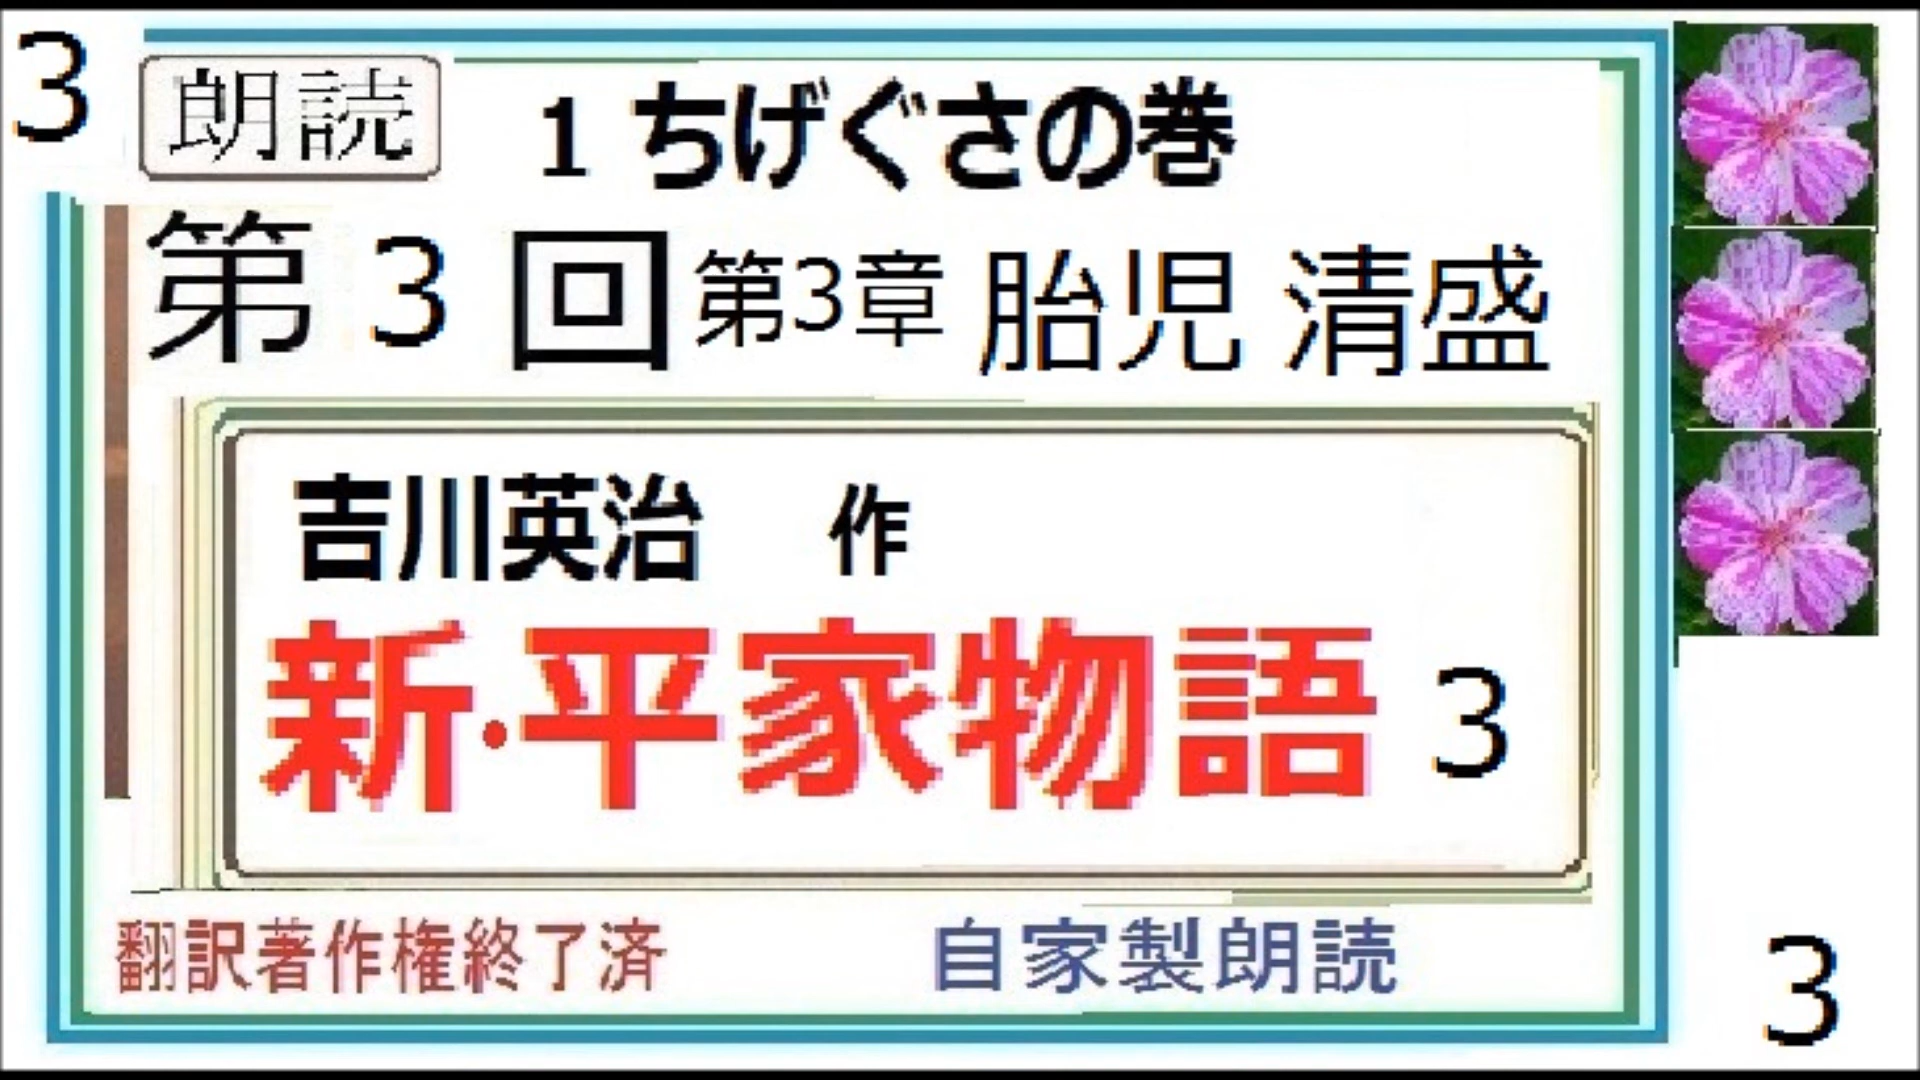 3
朗読 1 ちげぐさの巻
第3回 第3章 胎児 清盛
吉川英治 作
新・平家物語 3
翻訳著作権終了済 自家製朗読
3